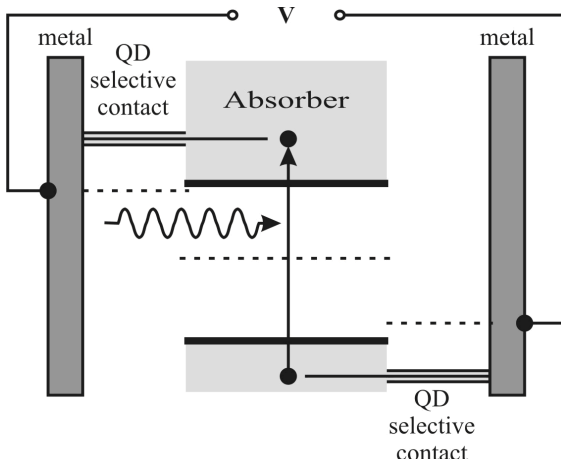 V
metal
metal
QD
selective
contact
Absorber
QD
selective
contact